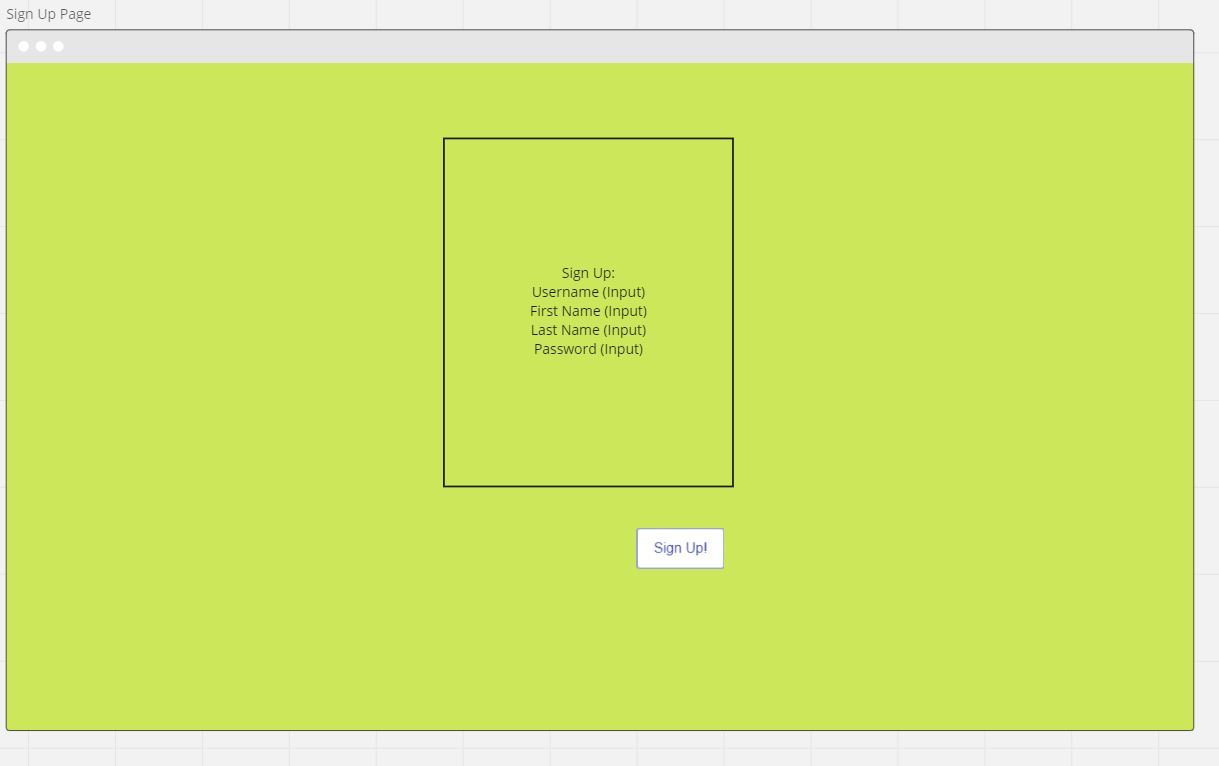 Sign Up Page
Sign Up:
Username (Input)
First Name (Input)
Last Name (Input)
Password (Input)
Sign Up!